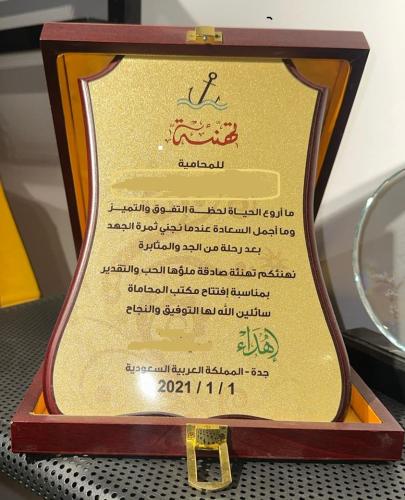 تهنئة
للمحامية
ما أروع الحياة لحظة التفوق والتميز
وما أجمل السعادة عندما نجني ثمرة الجهد
بعد رحلة من الجد والمثابرة
نهنئكم تهنئة صادقة ملؤها الحب والتقدير
بمناسبة إفتتاح مكتب المحاماة
سائلين الله لها التوفيق والنجاح
إهداء
جدة - المملكة العربية السعودية
2021 / 1 / 1